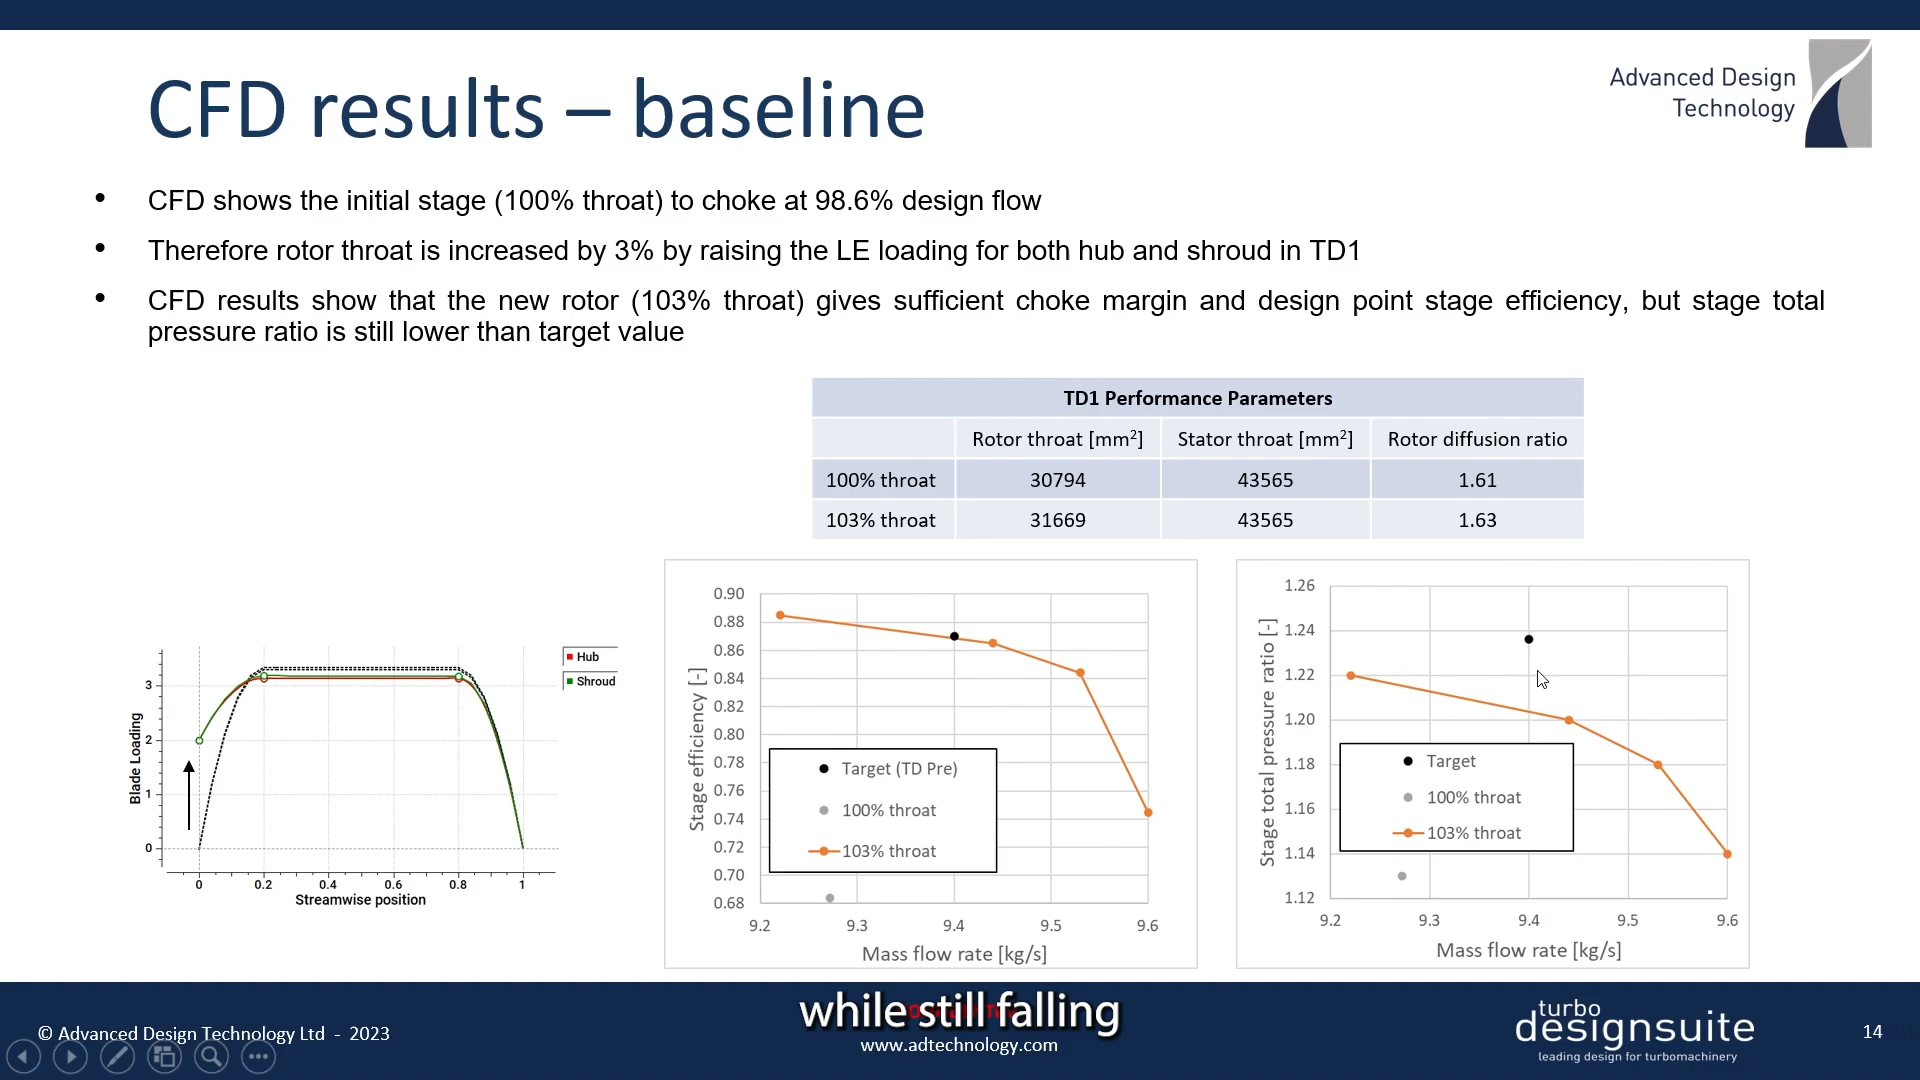 Advanced Design
Technology
CFD results – baseline
• CFD shows the initial stage (100% throat) to choke at 98.6% design flow
• Therefore rotor throat is increased by 3% by raising the LE loading for both hub and shroud in TD1
• CFD results show that the new rotor (103% throat) gives sufficient choke margin and design point stage efficiency, but stage total
pressure ratio is still lower than target value
TD1 Performance Parameters
Rotor throat [mm²] Stator throat [mm²] Rotor diffusion ratio
100% throat 30794 43565 1.61
103% throat 31669 43565 1.63
Hub
Shroud
3
2
1
0
Blade Loading
0 0.2 0.4 0.6 0.8 1
Streamwise position
0.90
0.88
0.86
0.84
0.82
0.80
0.78
0.76
0.74
0.72
0.70
0.68
Stage efficiency [-]
Target (TD Pre)
100% throat
103% throat
9.2 9.3 9.4 9.5 9.6
Mass flow rate [kg/s]
1.26
1.24
1.22
1.20
1.18
1.16
1.14
1.12
Stage total pressure ratio [-]
Target
100% throat
103% throat
9.2 9.3 9.4 9.5 9.6
Mass flow rate [kg/s]
while still falling
© Advanced Design Technology Ltd - 2023
www.adtechnology.com
turbo
designsuite
leading design for turbomachinery
14